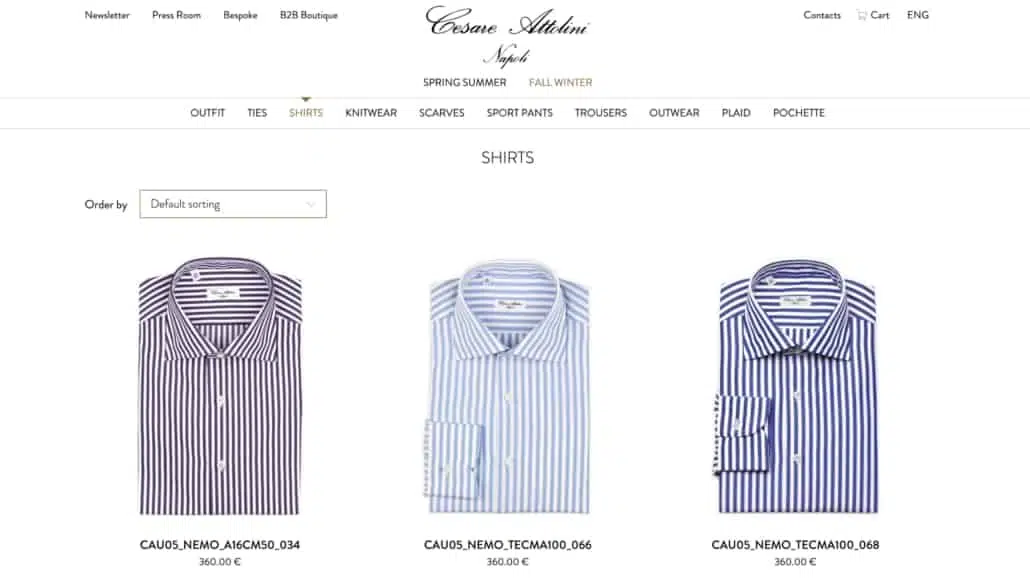 Newsletter Press Room Bespoke B2B Boutique
Cesare Attolini
Napoli
Contacts Cart ENG
SPRING SUMMER FALL WINTER
OUTFIT TIES SHIRTS KNITWEAR SCARVES SPORT PANTS TROUSERS OUTWEAR PLAID POCHETTE
SHIRTS
Order by Default sorting
CAU05_NEMO_A16CM50_034 CAU05_NEMO_TECMA100_066 CAU05_NEMO_TECMA100_068
360.00 € 360.00 € 360.00 €